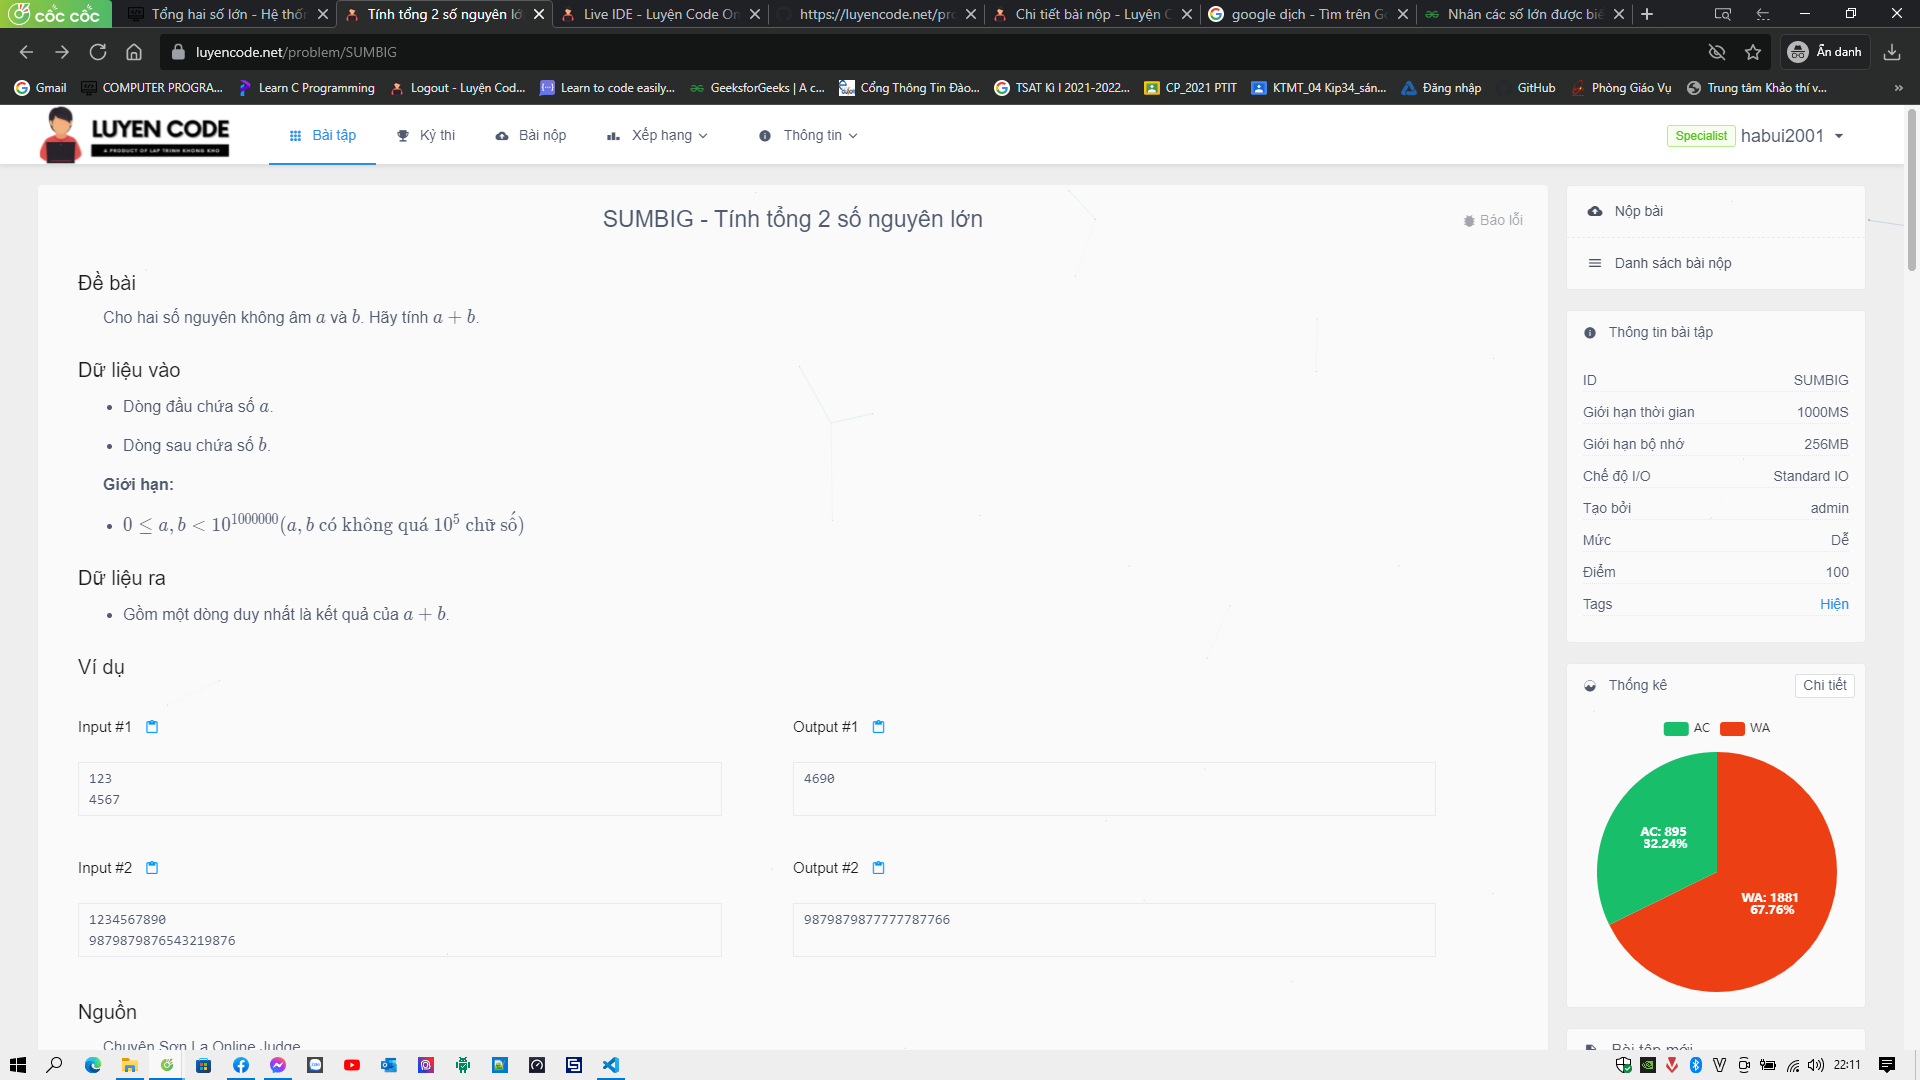 cốc cốc
Tổng hai số lớn - Hệ thốn
Tính tổng 2 số nguyên lớ
Live IDE - Luyện Code On
https://luyencode.net/pro
Chi tiết bài nộp - Luyện C
google dịch - Tìm trên Go
Nhân các số lớn được biể
luyencode.net/problem/SUMBIG
Ẩn danh
Gmail
COMPUTER PROGRA...
Learn C Programming
Logout - Luyện Cod...
Learn to code easily...
GeeksforGeeks | A c...
Cổng Thông Tin Đào...
TSAT Kì I 2021-2022...
CP_2021 PTIT
KTMT_04 Kip34_sán...
Đăng nhập
GitHub
Phòng Giáo Vụ
Trung tâm Khảo thí v...
»
LUYEN CODE
A PRODUCT OF LAP TRINH KHONG KHO
Bài tập
Kỳ thi
Bài nộp
Xếp hạng
Thông tin
Specialist
habui2001
SUMBIG - Tính tổng 2 số nguyên lớn
Báo lỗi
Đề bài
Cho hai số nguyên không âm a và b. Hãy tính a + b.
Dữ liệu vào
• Dòng đầu chứa số a.
• Dòng sau chứa số b.
Giới hạn:
• 0 ≤ a, b < 10^1000000 (a, b có không quá 10^5 chữ số)
Dữ liệu ra
• Gồm một dòng duy nhất là kết quả của a + b.
Ví dụ
Input #1
123
4567
Output #1
4690
Input #2
1234567890
9879879876543219876
Output #2
9879879877777787766
Nguồn
Chuyên Sơn La Online Judge
Nộp bài
Danh sách bài nộp
Thông tin bài tập
ID SUMBIG
Giới hạn thời gian 1000MS
Giới hạn bộ nhớ 256MB
Chế độ I/O Standard IO
Tạo bởi admin
Mức Dễ
Điểm 100
Tags Hiện
Thống kê
Chi tiết
AC WA
AC: 895
32.24%
WA: 1881
67.76%
Bài tập mới
22:11